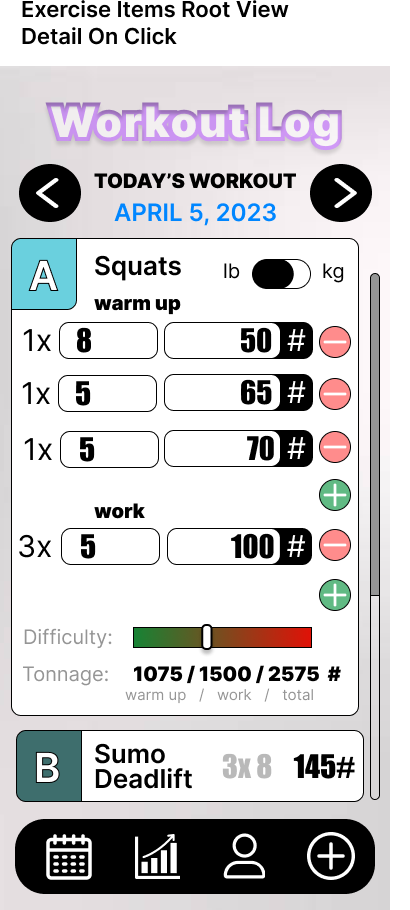 Exercise Items Root View
Detail On Click
Workout Log
TODAY'S WORKOUT
APRIL 5, 2023
A Squats lb kg
warm up
1x 8 50 #
1x 5 65 #
1x 5 70 #
work
3x 5 100 #
Difficulty:
Tonnage: 1075 / 1500 / 2575 #
warm up / work / total
B Sumo Deadlift 3x 8 145#